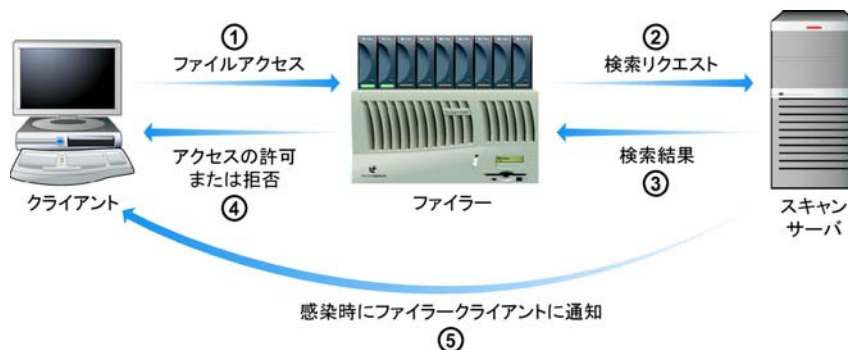 ①
ファイルアクセス
②
検索リクエスト
検索結果
③
アクセスの許可
または拒否
④
クライアント
ファイラー
スキャン
サーバ
感染時にファイラークライアントに通知
⑤